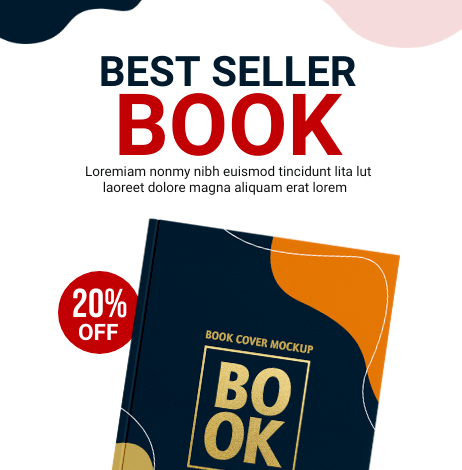 BEST SELLER
BOOK
Loremiam nonmy nibh euismod tincidunt lita lut
laoreet dolore magna aliquam erat lorem
20%
OFF
BOOK COVER MOCKUP
BO
OK